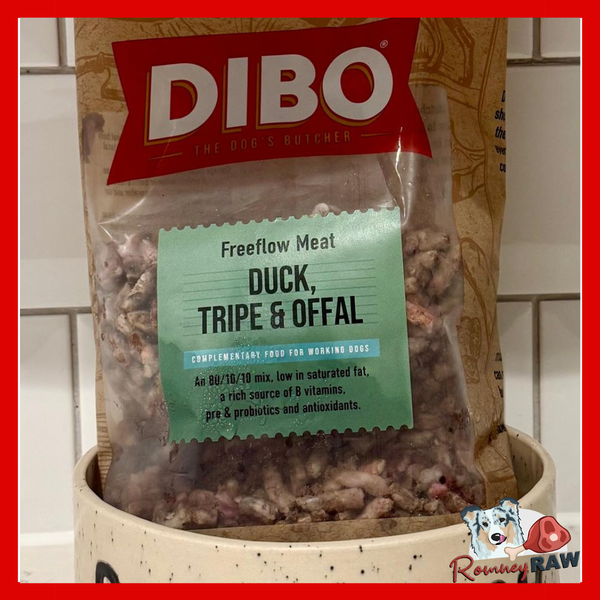 DIBO®
THE DOG'S BUTCHER
Freeflow Meat
DUCK,
TRIPE & OFFAL
COMPLEMENTARY FOOD FOR WORKING DOGS
An 80/10/10 mix, low in saturated fat,
a rich source of B vitamins,
pre & probiotics and antioxidants.
Romney RAW